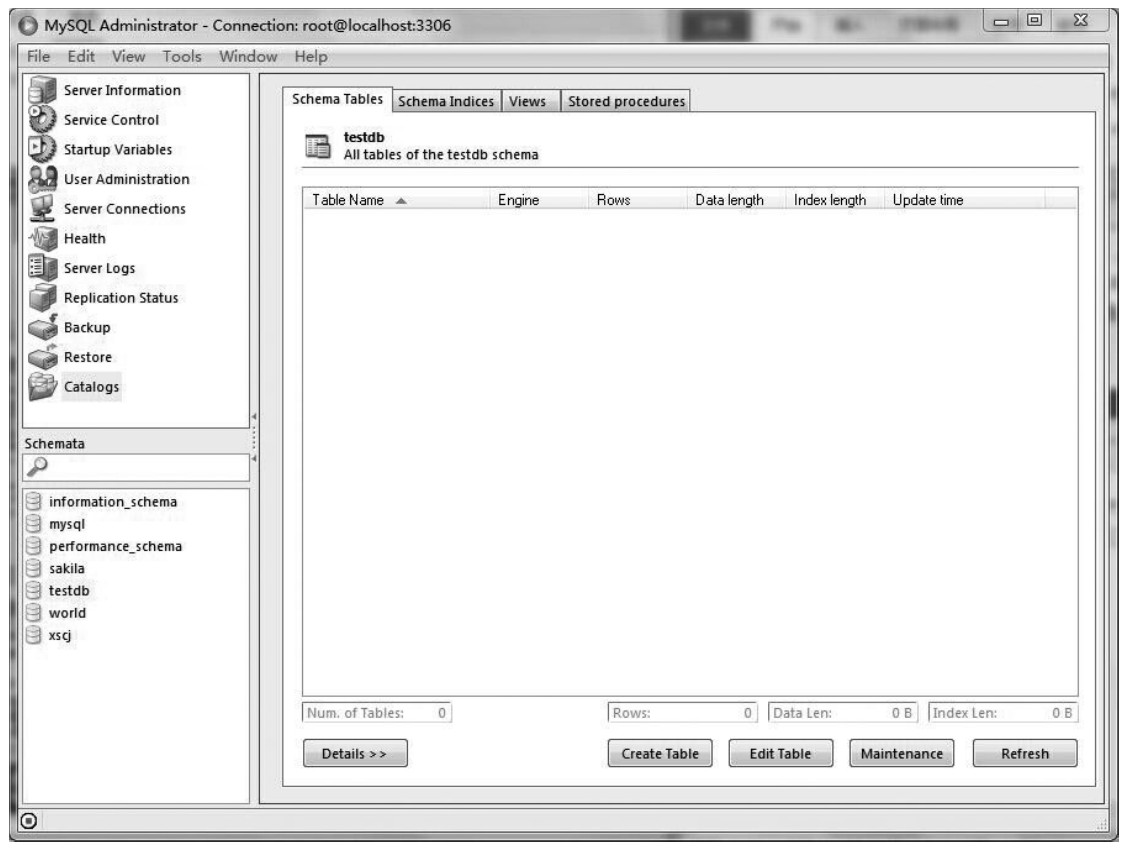 MySQL Administrator - Connection: root@localhost:3306
File Edit View Tools Window Help
Server Information
Service Control
Startup Variables
User Administration
Server Connections
Health
Server Logs
Replication Status
Backup
Restore
Catalogs
Schemata
information_schema
mysql
performance_schema
sakila
testdb
world
xscj
Schema Tables Schema Indices Views Stored procedures
testdb
All tables of the testdb schema
Table Name Engine Rows Data length Index length Update time
Num. of Tables: 0 Rows: 0 Data Len: 0 B Index Len: 0 B
Details >> Create Table Edit Table Maintenance Refresh